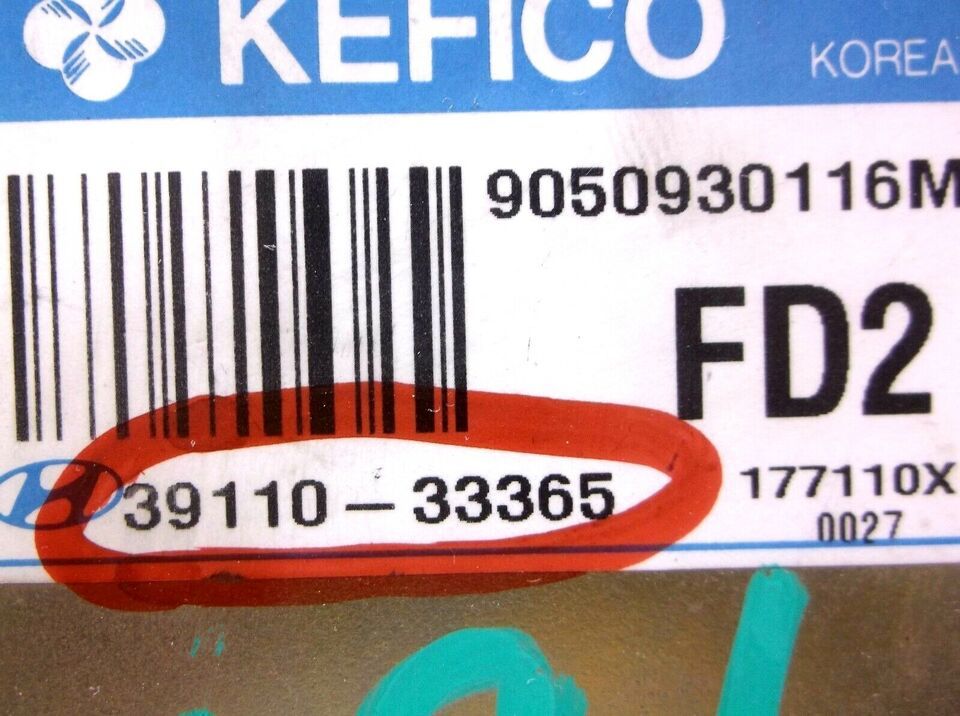 KEFICO
KOREA
9050930116M
FD2
39110-33365
177110X
0027